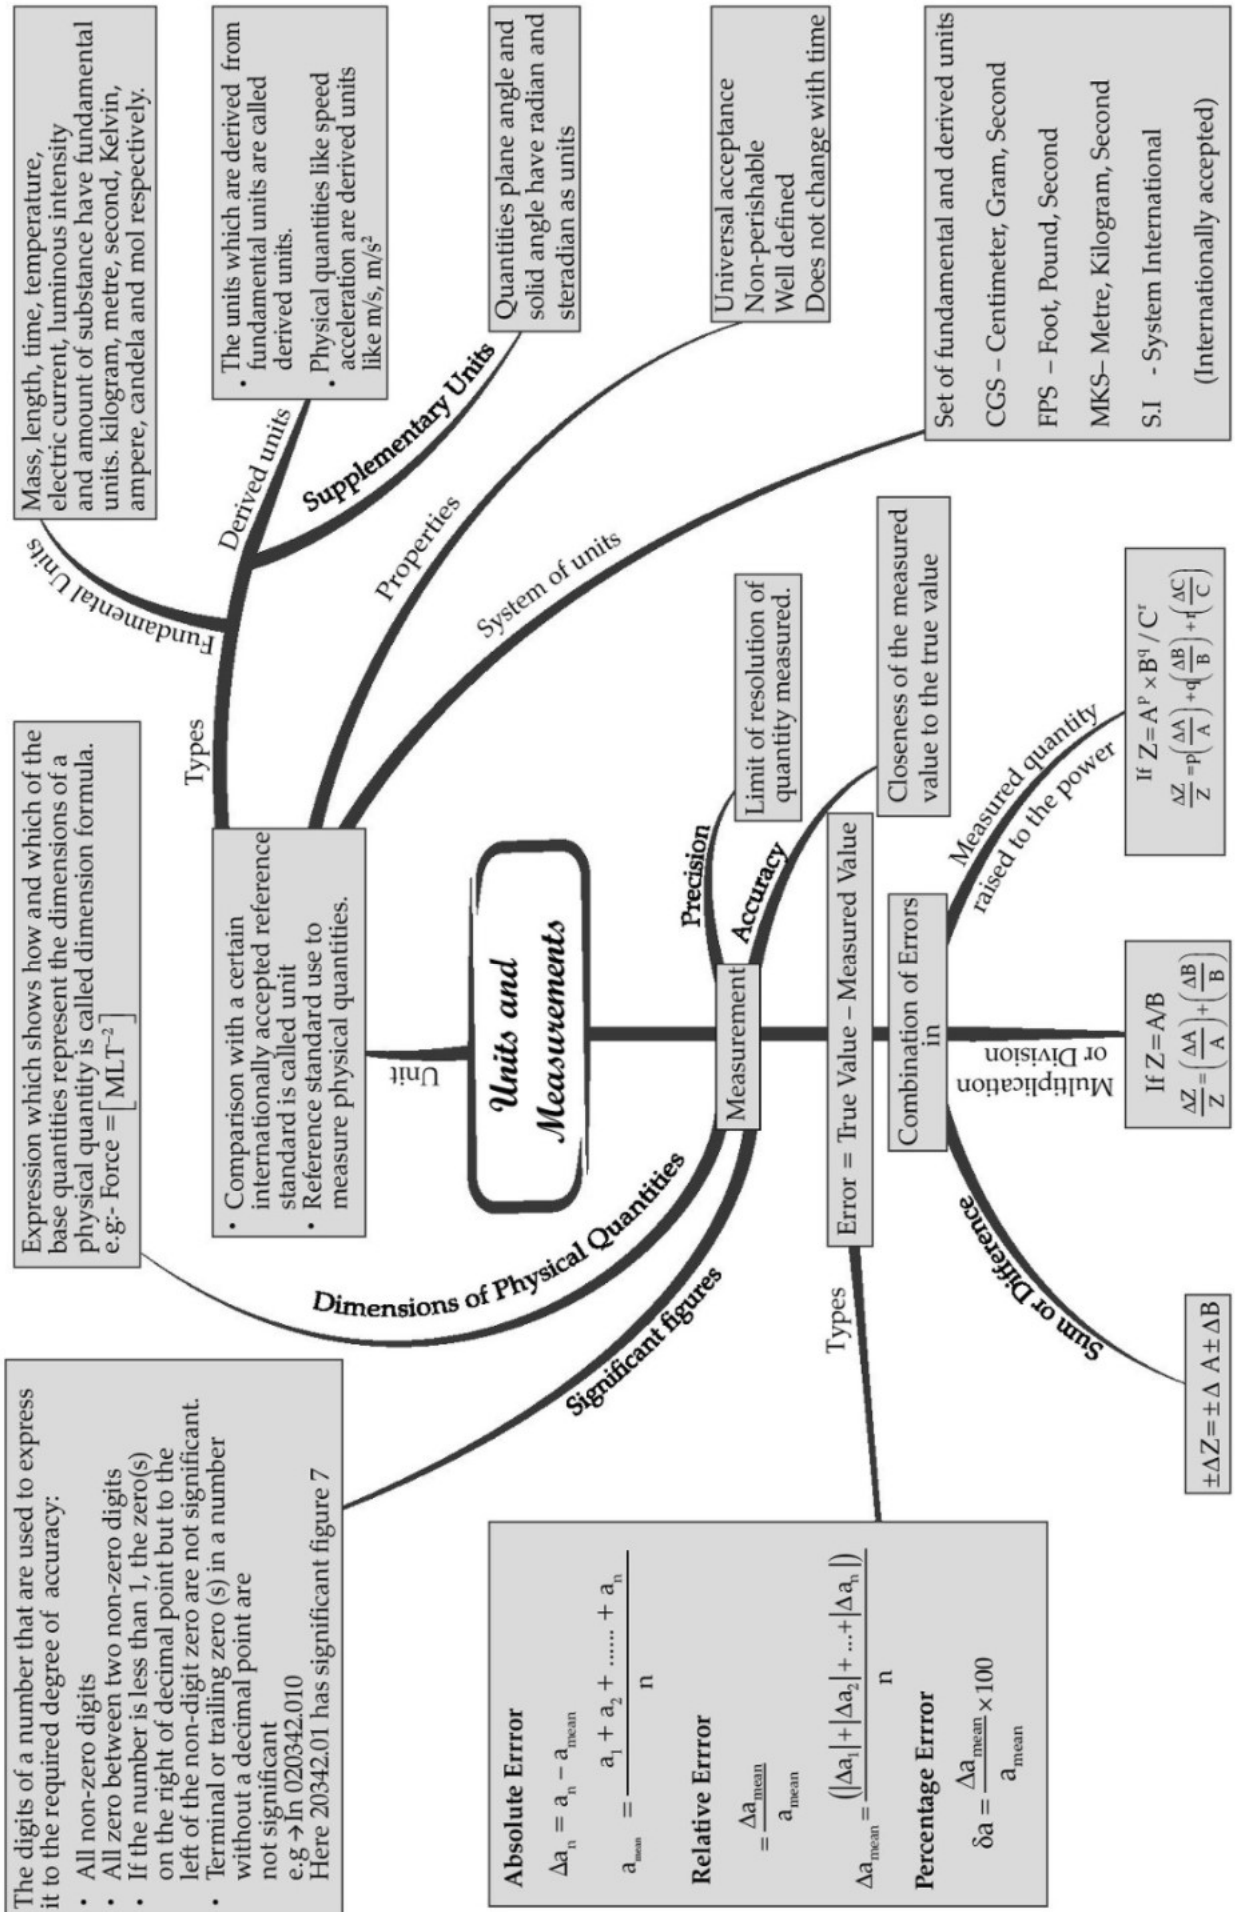 The digits of a number that are used to express
it to the required degree of accuracy:
• All non-zero digits
• All zero between two non-zero digits
• If the number is less than 1, the zero(s)
on the right of decimal point but to the
left of the non-digit zero are not significant.
• Terminal or trailing zero (s) in a number
without a decimal point are
not significant
e.g → In 020342.010
Here 20342.01 has significant figure 7
Significant figures
Expression which shows how and which of the
base quantities represent the dimensions of a
physical quantity is called dimension formula.
e.g:- Force = [MLT⁻²]
Dimensions of Physical Quantities
• Comparison with a certain
internationally accepted reference
standard is called unit
• Reference standard use to
measure physical quantities.
Unit
Units and
Measurements
Types
Fundamental Units
Mass, length, time, temperature,
electric current, luminous intensity
and amount of substance have fundamental
units. kilogram, metre, second, Kelvin,
ampere, candela and mol respectively.
Derived units
• The units which are derived from
fundamental units are called
derived units.
• Physical quantities like speed
acceleration are derived units
like m/s, m/s²
Supplementary Units
Quantities plane angle and
solid angle have radian and
steradian as units
Properties
Universal acceptance
Non-perishable
Well defined
Does not change with time
System of units
Set of fundamental and derived units
CGS – Centimeter, Gram, Second
FPS – Foot, Pound, Second
MKS– Metre, Kilogram, Second
S.I - System International
(Internationally accepted)
Measurement
Precision
Limit of resolution of
quantity measured.
Accuracy
Closeness of the measured
value to the true value
Error = True Value – Measured Value
Types
Absolute Error
Δaₙ = aₙ – a_mean
a_mean = (a₁ + a₂ + ...... + aₙ) / n
Relative Error
= Δa_mean / a_mean
Δa_mean = (|Δa₁|+|Δa₂|+...+|Δaₙ|) / n
Percentage Error
δa = Δa_mean / a_mean ×100
Combination of Errors
in
Sum or Difference
±ΔZ=±Δ A±ΔB
Multiplication
or Division
If Z=A/B
ΔZ/Z = (ΔA/A) + (ΔB/B)
Measured quantity
raised to the power
If Z=Aᵖ ×B^q / Cʳ
ΔZ/Z =p(ΔA/A) +q(ΔB/B) +r(ΔC/C)